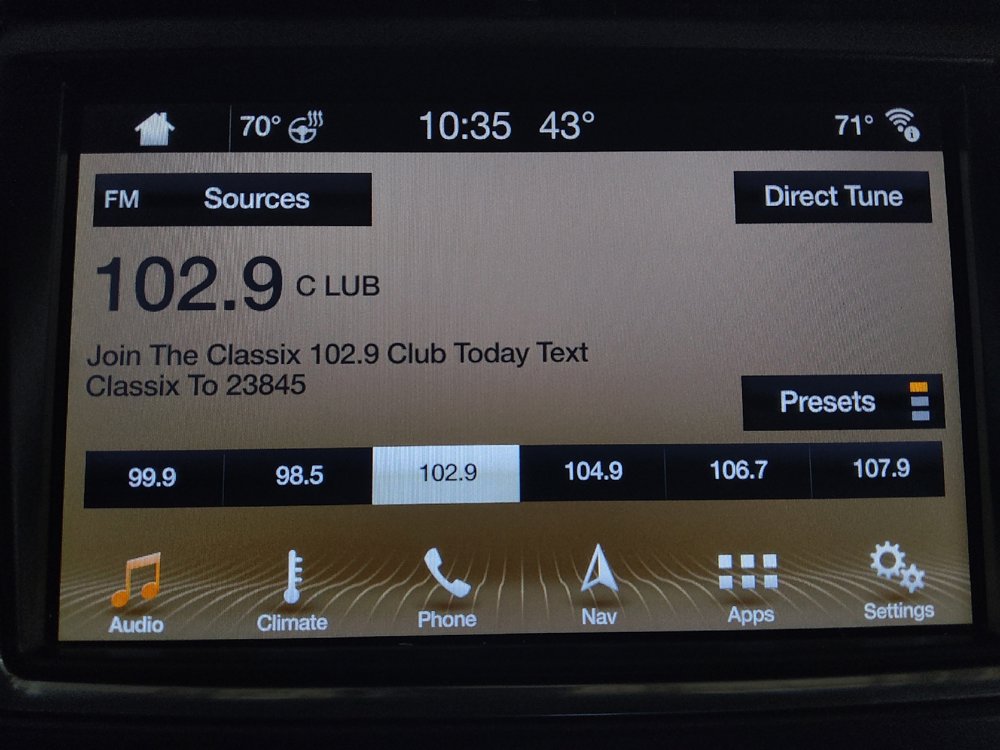 70° 10:35 43° 71°
FM Sources Direct Tune
102.9 C LUB
Join The Classix 102.9 Club Today Text
Classix To 23845
Presets
99.9 98.5 102.9 104.9 106.7 107.9
Audio Climate Phone Nav Apps Settings